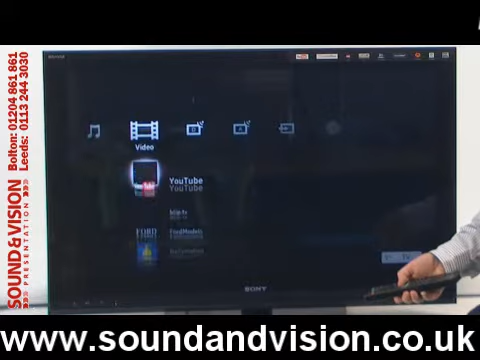 Bolton: 01204 861 861
Leeds: 0113 244 3030
SOUND & VISION
PRESENTATION
Video
YouTube
YouTube
FORD
FordModels
SONY
www.soundandvision.co.uk